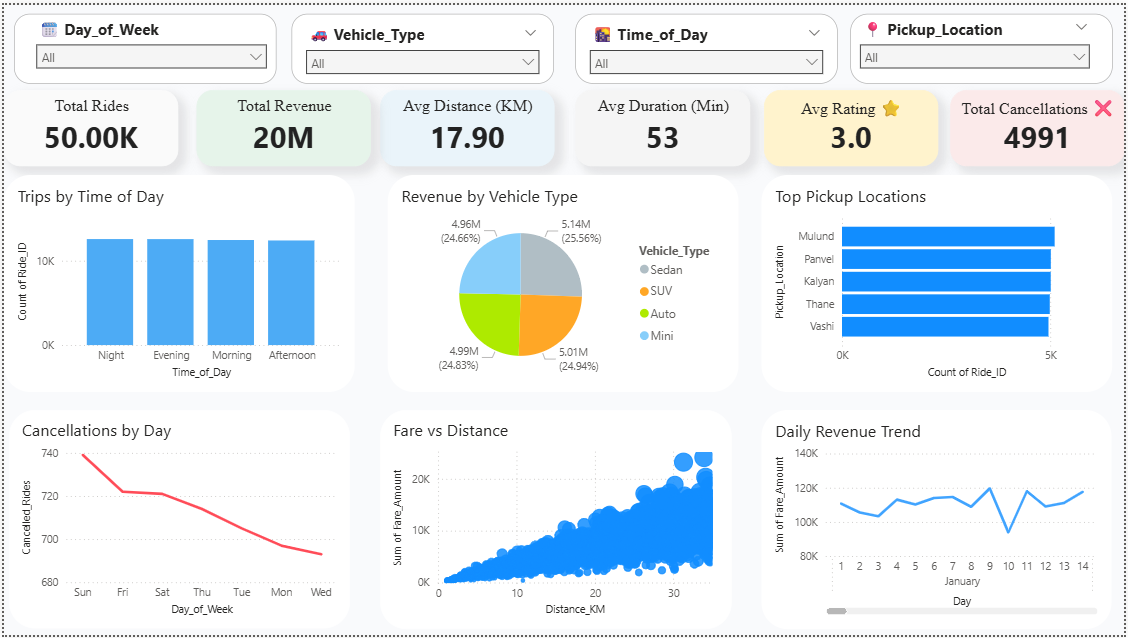 Day_of_Week
All
Vehicle_Type
All
Time_of_Day
All
Pickup_Location
All
Total Rides
50.00K
Total Revenue
20M
Avg Distance (KM)
17.90
Avg Duration (Min)
53
Avg Rating
3.0
Total Cancellations
4991
Trips by Time of Day
Count of Ride_ID
10K
0K
Night Evening Morning Afternoon
Time_of_Day
Revenue by Vehicle Type
4.96M
(24.66%)
5.14M
(25.56%)
4.99M
(24.83%)
5.01M
(24.94%)
Vehicle_Type
Sedan
SUV
Auto
Mini
Top Pickup Locations
Pickup_Location
Mulund
Panvel
Kalyan
Thane
Vashi
0K 5K
Count of Ride_ID
Cancellations by Day
Cancelled_Rides
740
720
700
680
Sun Fri Sat Thu Tue Mon Wed
Day_of_Week
Fare vs Distance
Sum of Fare_Amount
20K
10K
0K
0 10 20 30
Distance_KM
Daily Revenue Trend
Sum of Fare_Amount
140K
120K
100K
80K
1 2 3 4 5 6 7 8 9 10 11 12 13 14
January
Day